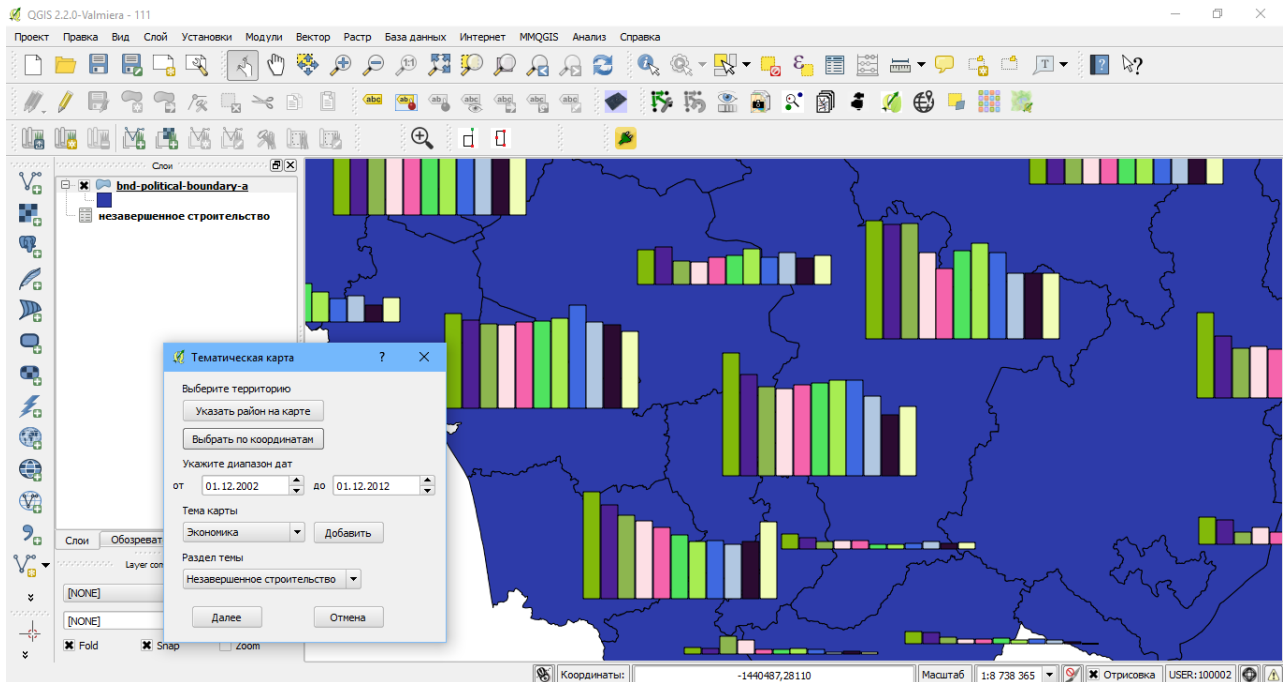 QGIS 2.2.0-Valmiera - 111
Проект Правка Вид Слой Установки Модули Вектор Растр База данных Интернет MMQGIS Анализ Справка
Слои
bnd-political-boundary-a
незавершенное строительство
Тематическая карта
Выберите территорию
Указать район на карте
Выбрать по координатам
Укажите диапазон дат
от 01.12.2002 до 01.12.2012
Тема карты
Экономика Добавить
Раздел темы
Незавершенное строительство
Далее Отмена
Слои Обозреват
Layer con
[NONE]
[NONE]
Fold Snap Zoom
Координаты: -1440487,28110 Масштаб 1:8 738 365 Отрисовка USER:100002